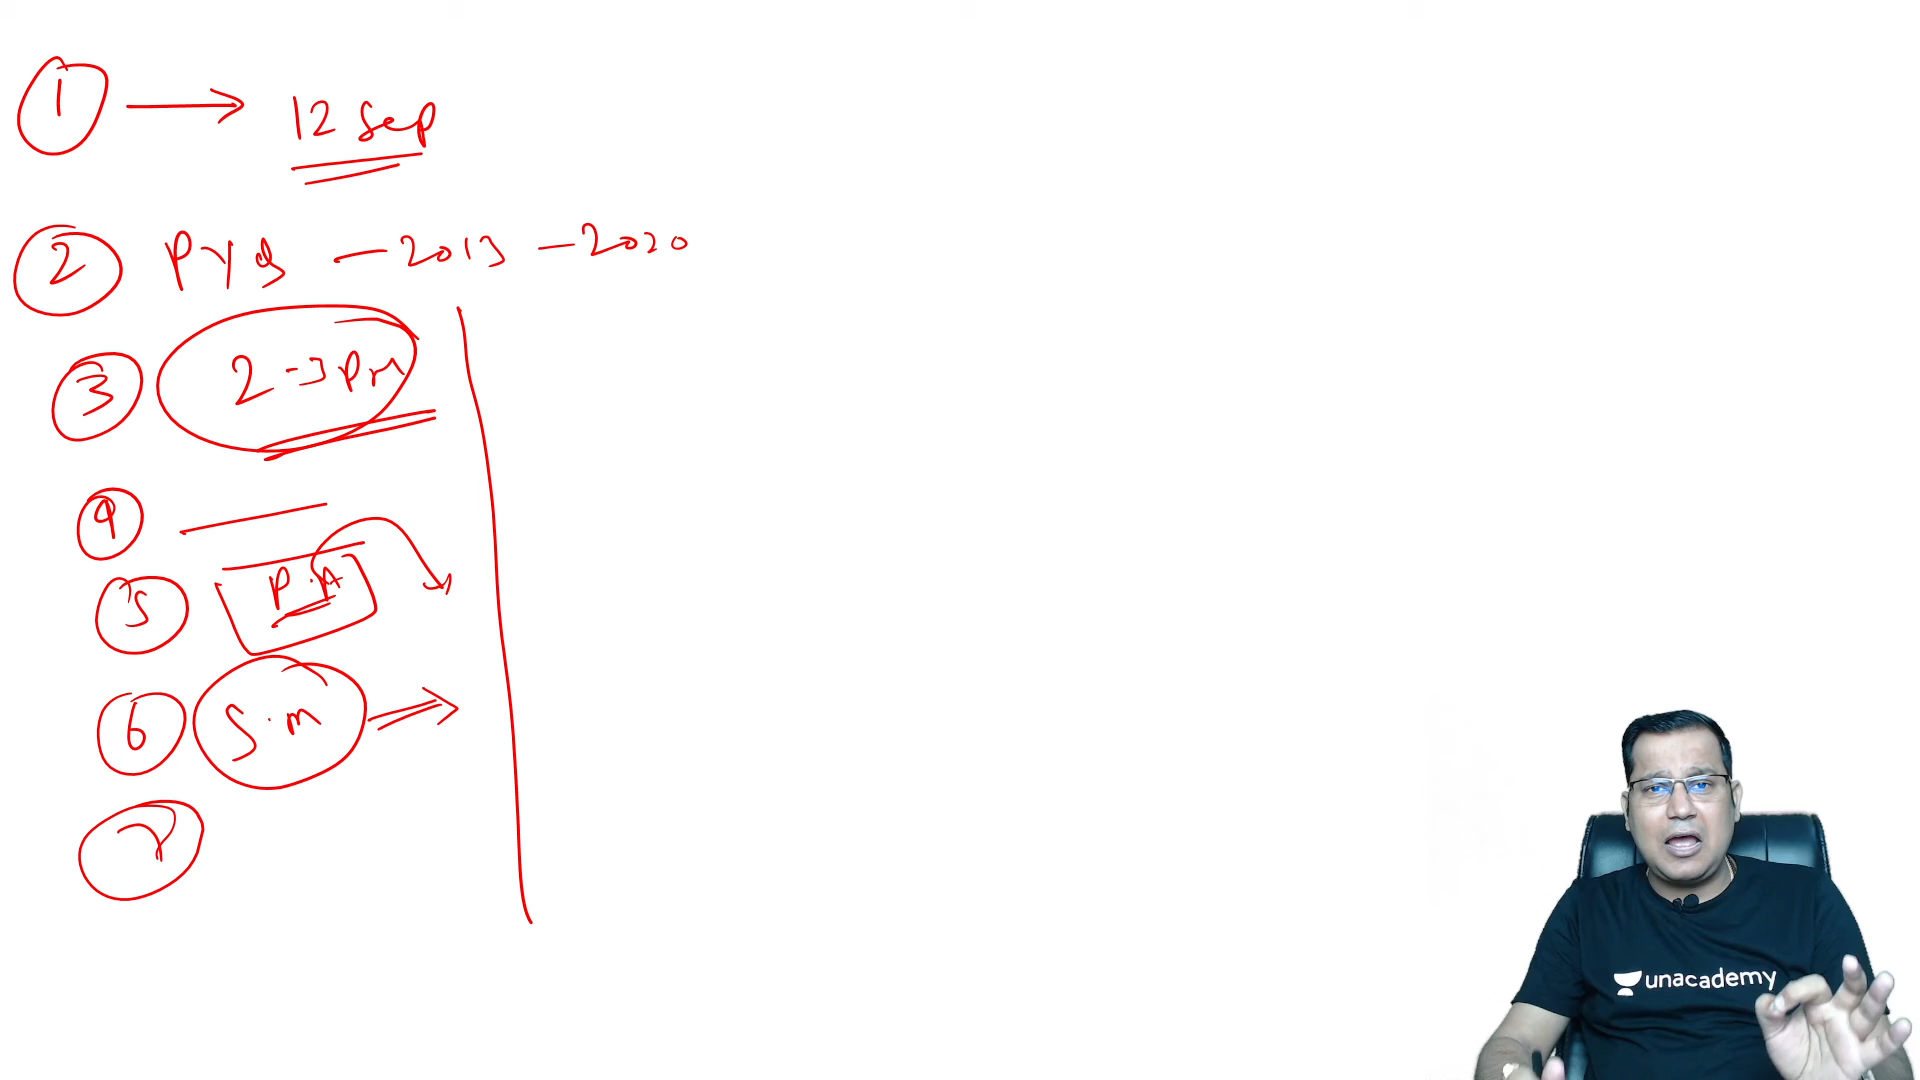 1 → 12 Sep
2 PYQ - 2013 - 2020
3 2-3 PM
4
5 P.A
6 S.M
7
unacademy